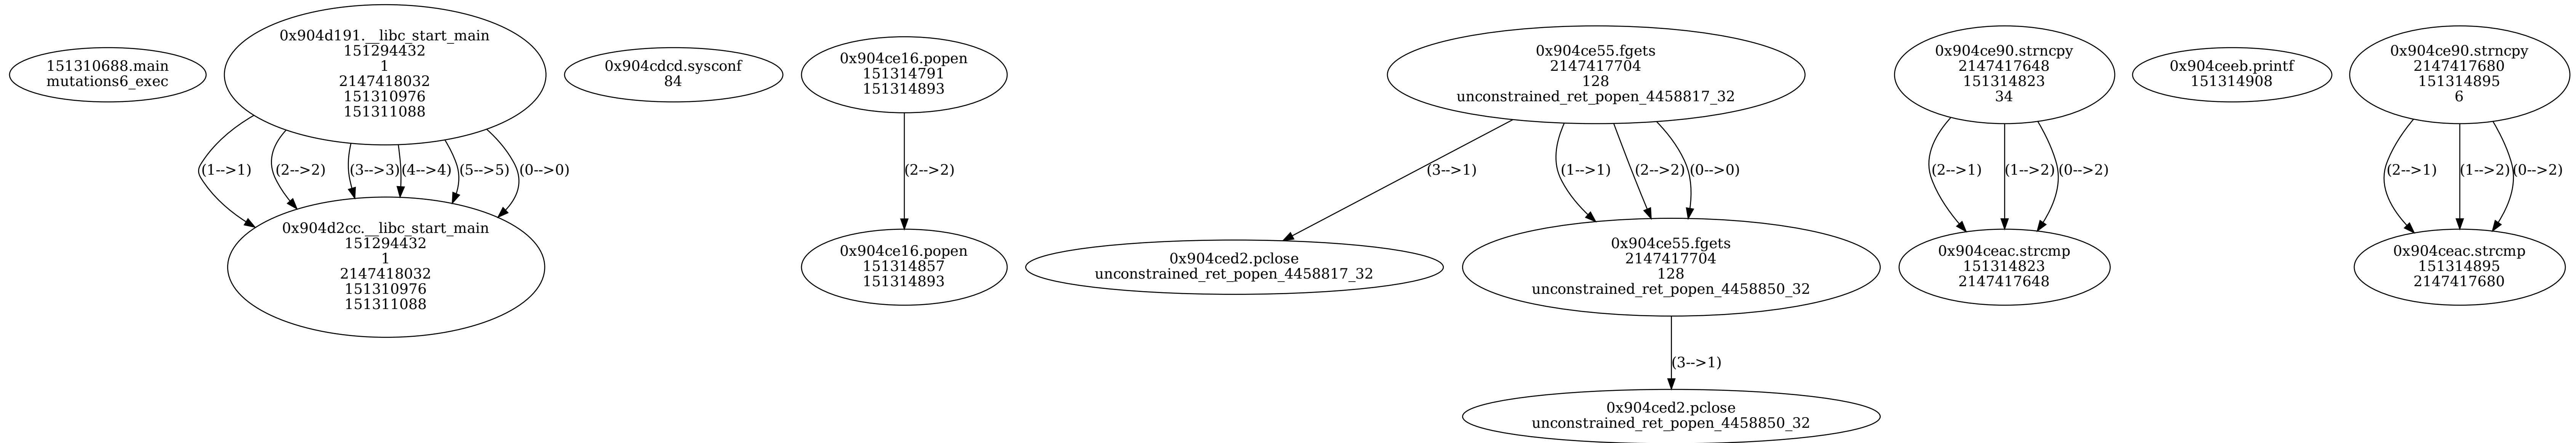 151310688.main
mutations6_exec
0x904d191.__libc_start_main
151294432
1
2147418032
151310976
151311088
0x904cdcd.sysconf
84
0x904ce16.popen
151314791
151314893
0x904ce55.fgets
2147417704
128
unconstrained_ret_popen_4458817_32
0x904ce90.strncpy
2147417648
151314823
34
0x904ceeb.printf
151314908
0x904ce90.strncpy
2147417680
151314895
6
(1-->1)
(2-->2)
(3-->3)
(4-->4)
(5-->5)
(0-->0)
(2-->2)
(3-->1)
(1-->1)
(2-->2)
(0-->0)
(2-->1)
(1-->2)
(0-->2)
(2-->1)
(1-->2)
(0-->2)
0x904d2cc.__libc_start_main
151294432
1
2147418032
151310976
151311088
0x904ce16.popen
151314857
151314893
0x904ced2.pclose
unconstrained_ret_popen_4458817_32
0x904ce55.fgets
2147417704
128
unconstrained_ret_popen_4458850_32
0x904ceac.strcmp
151314823
2147417648
0x904ceac.strcmp
151314895
2147417680
(3-->1)
0x904ced2.pclose
unconstrained_ret_popen_4458850_32